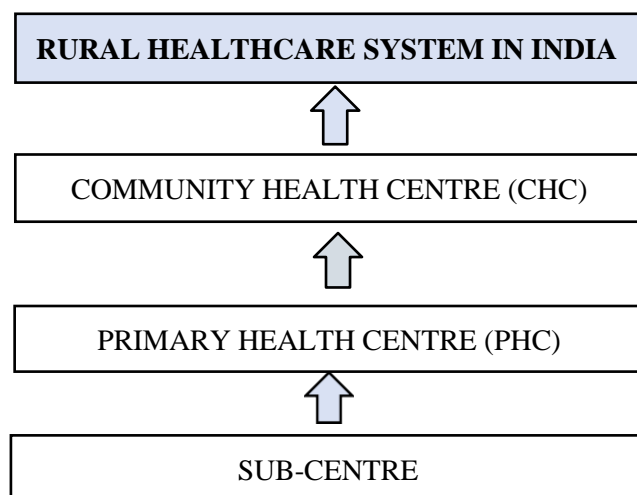 RURAL HEALTHCARE SYSTEM IN INDIA
COMMUNITY HEALTH CENTRE (CHC)
PRIMARY HEALTH CENTRE (PHC)
SUB-CENTRE